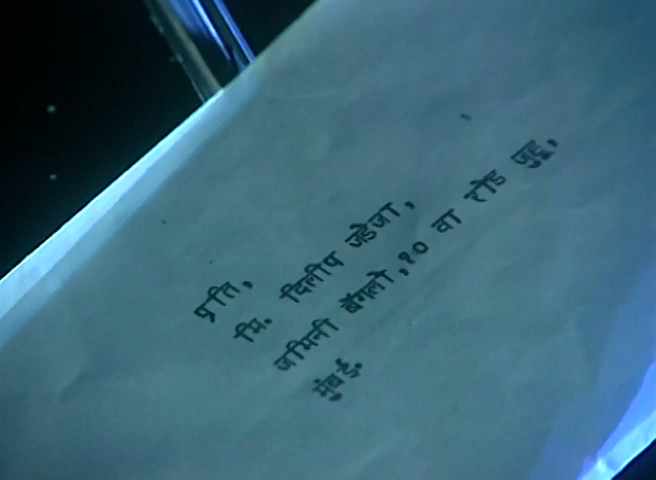 प्रति,
मि. दिलीप जडेजा,
जमिनी बंगलो, १० वा रोड जुहू,
मुंबई.